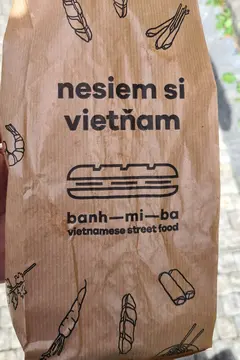 nesiem si
vietňam
banh—mi—ba
vietnamese street food